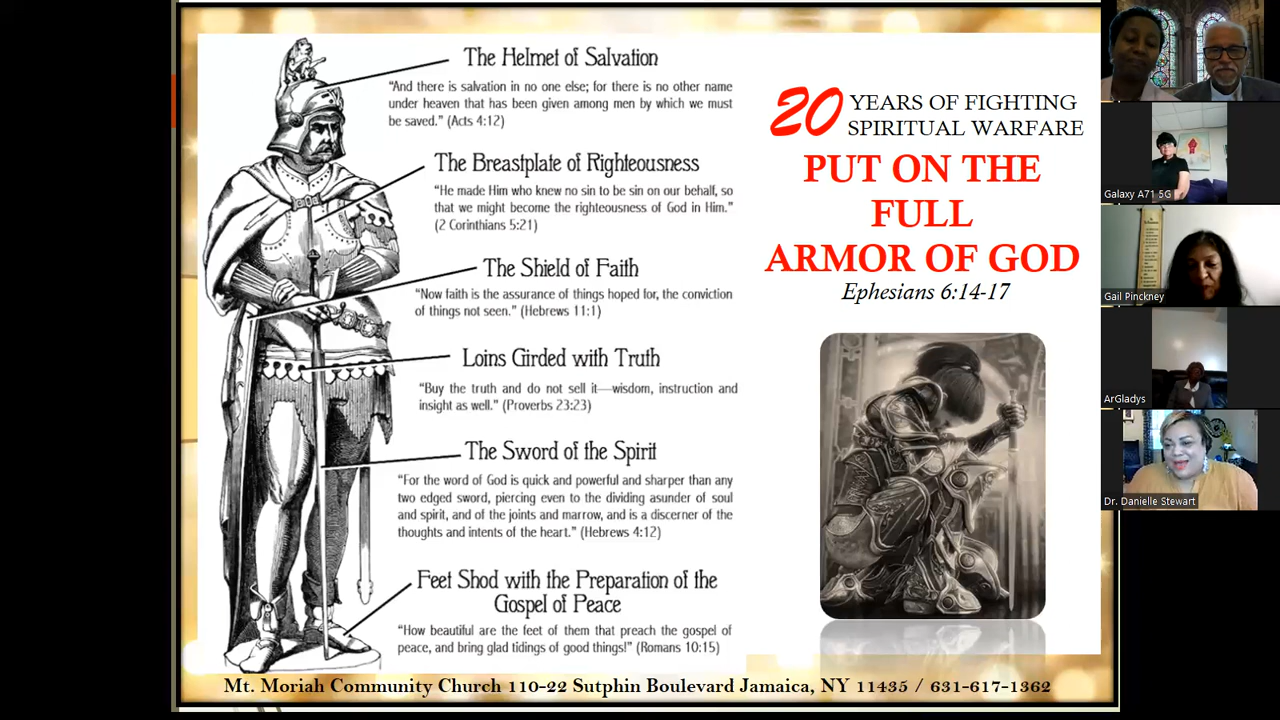 The Helmet of Salvation
“And there is salvation in no one else; for there is no other name
under heaven that has been given among men by which we must
be saved.” (Acts 4:12)
The Breastplate of Righteousness
“He made Him who knew no sin to be sin on our behalf, so
that we might become the righteousness of God in Him.”
(2 Corinthians 5:21)
The Shield of Faith
“Now faith is the assurance of things hoped for, the conviction
of things not seen.” (Hebrews 11:1)
Loins Girded with Truth
“Buy the truth and do not sell it—wisdom, instruction and
insight as well.” (Proverbs 23:23)
The Sword of the Spirit
“For the word of God is quick and powerful and sharper than any
two edged sword, piercing even to the dividing asunder of soul
and spirit, and of the joints and marrow, and is a discerner of the
thoughts and intents of the heart.” (Hebrews 4:12)
Feet Shod with the Preparation of the
Gospel of Peace
“How beautiful are the feet of them that preach the gospel of
peace, and bring glad tidings of good things!” (Romans 10:15)
20 YEARS OF FIGHTING
SPIRITUAL WARFARE
PUT ON THE
FULL
ARMOR OF GOD
Ephesians 6:14-17
Mt. Moriah Community Church 110-22 Sutphin Boulevard Jamaica, NY 11435 / 631-617-1362
Galaxy A71 5G
Gail Pinckney
ArGladys
Dr. Danielle Stewart